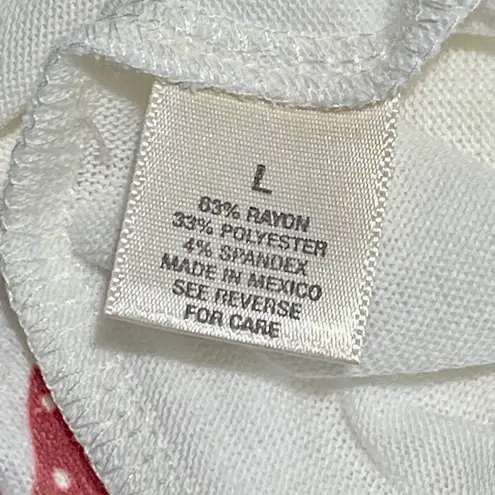 L
63% RAYON
33% POLYESTER
4% SPANDEX
MADE IN MEXICO
SEE REVERSE
FOR CARE